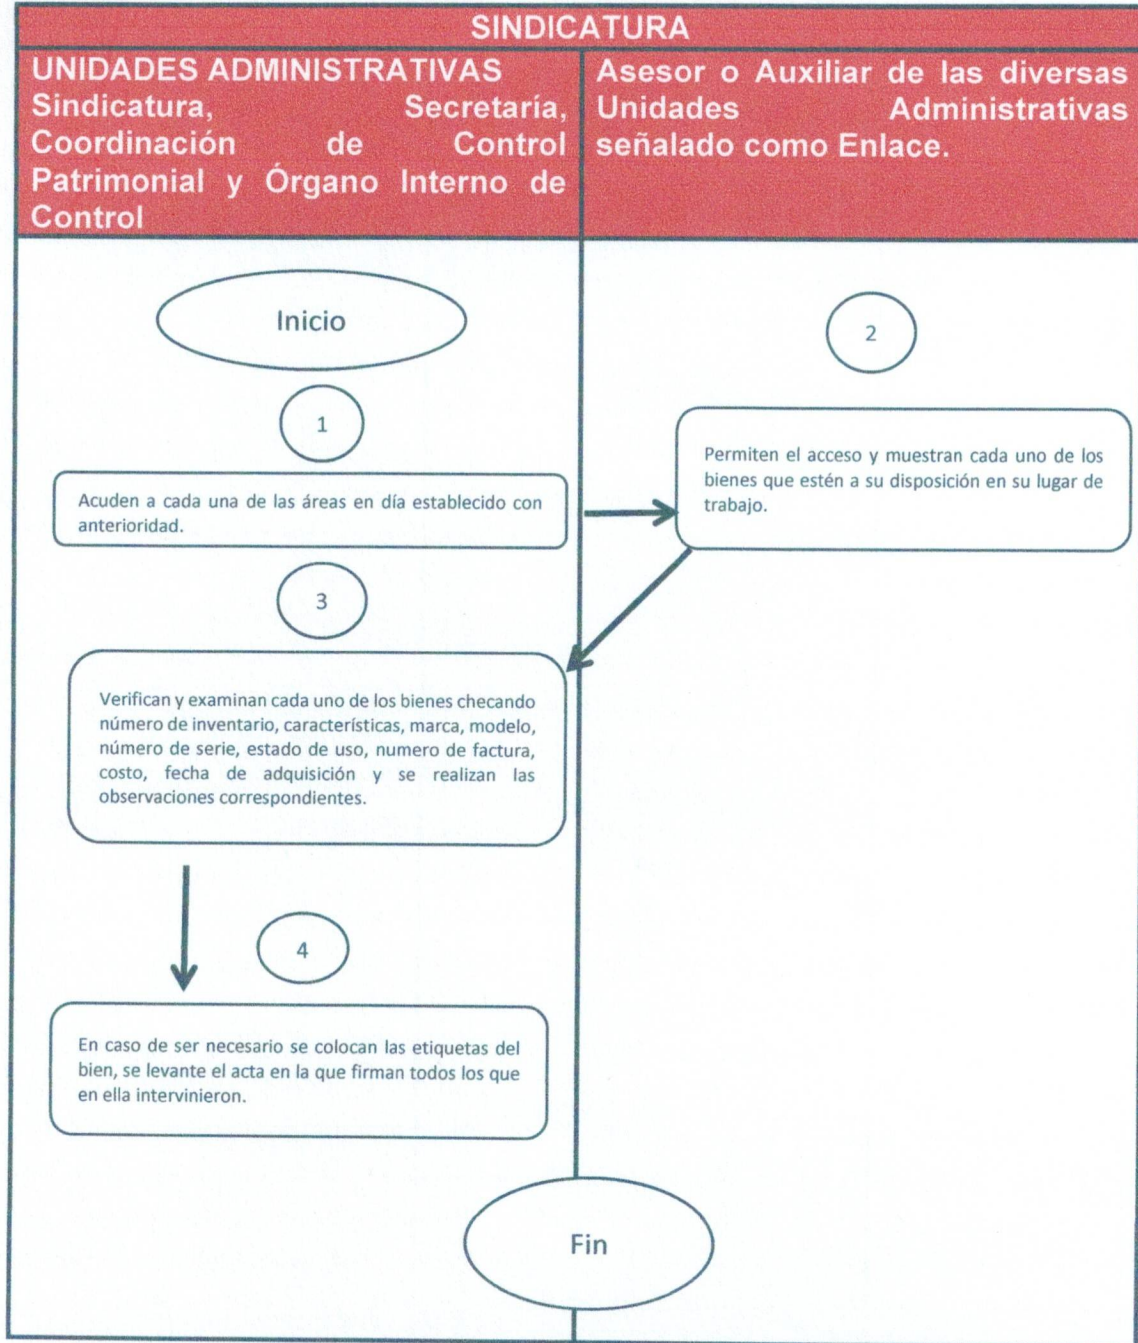 SINDICATURA
UNIDADES ADMINISTRATIVAS
Sindicatura, Secretaría,
Coordinación de Control
Patrimonial y Órgano Interno de
Control
Asesor o Auxiliar de las diversas
Unidades Administrativas
señalado como Enlace.
Inicio
1
Acuden a cada una de las áreas en día establecido con
anterioridad.
2
Permiten el acceso y muestran cada uno de los
bienes que estén a su disposición en su lugar de
trabajo.
3
Verifican y examinan cada uno de los bienes checando
número de inventario, características, marca, modelo,
número de serie, estado de uso, numero de factura,
costo, fecha de adquisición y se realizan las
observaciones correspondientes.
4
En caso de ser necesario se colocan las etiquetas del
bien, se levante el acta en la que firman todos los que
en ella intervinieron.
Fin